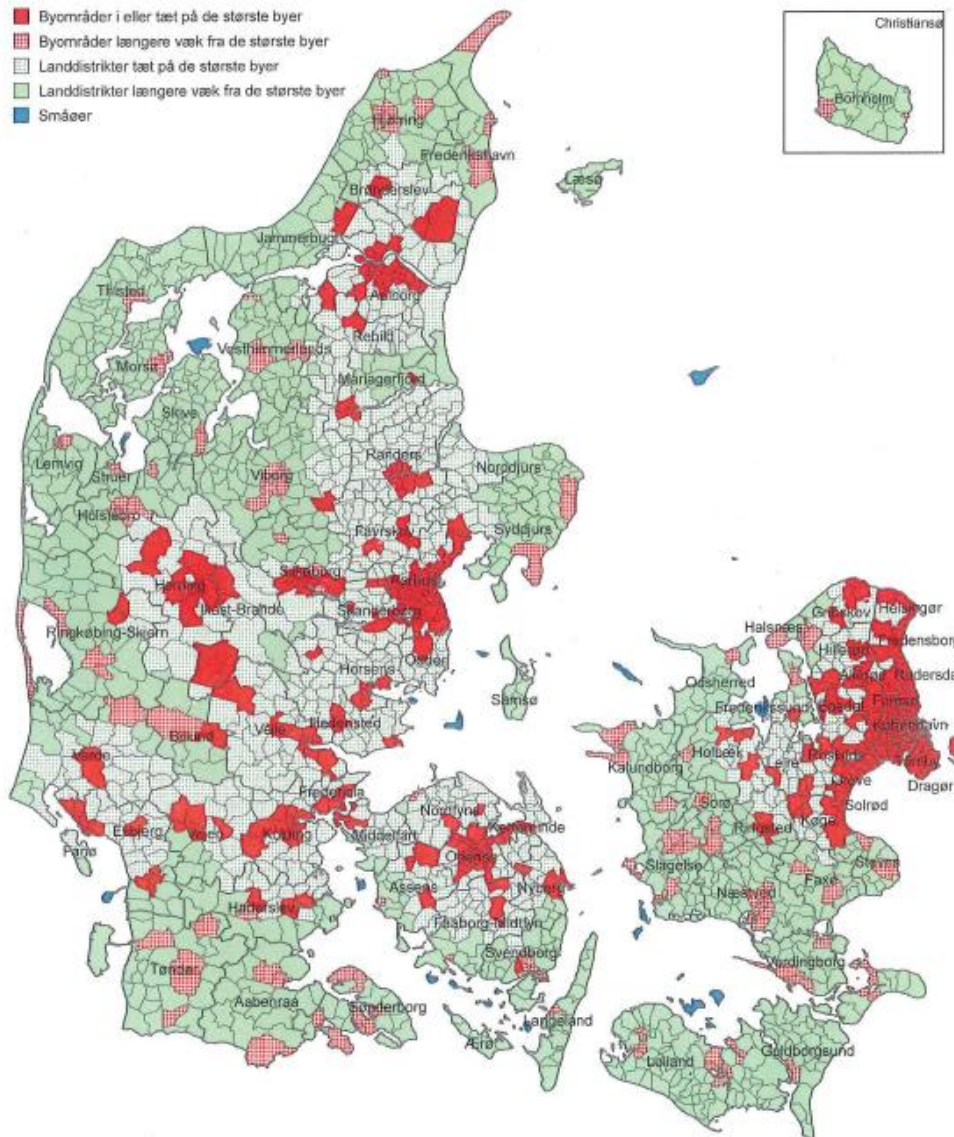 Byområder i eller tæt på de største byer
Byområder længere væk fra de største byer
Landdistrikter tæt på de største byer
Landdistrikter længere væk fra de største byer
Småøer
Christiansø
Bornholm
Hjørring
Frederikshavn
Læsø
Brønderslev
Jammerbugt
Thisted
Aalborg
Rebild
Vesthimmerlands
Morsø
Mariagerfjord
Skive
Randers
Norddjurs
Lemvig
Struer
Viborg
Holstebro
Favrskov
Syddjurs
Herning
Silkeborg
Aarhus
Ikast-Brande
Skanderborg
Ringkøbing-Skjern
Odder
Horsens
Samsø
Hedensted
Billund
Vejle
Varde
Fredericia
Esbjerg
Vejen
Kolding
Fanø
Middelfart
Nordfyns
Kerteminde
Odense
Assens
Nyborg
Haderslev
Faaborg-Midtfyn
Svendborg
Tønder
Aabenraa
Sønderborg
Ærø
Langeland
Gribskov
Helsingør
Halsnæs
Fredensborg
Hillerød
Allerød
Rudersdal
Odsherred
Frederikssund
Egedal
Furesø
København
Holbæk
Kalundborg
Lejre
Roskilde
Tårnby
Greve
Dragør
Solrød
Sorø
Ringsted
Køge
Slagelse
Stevns
Næstved
Faxe
Vordingborg
Lolland
Guldborgsund